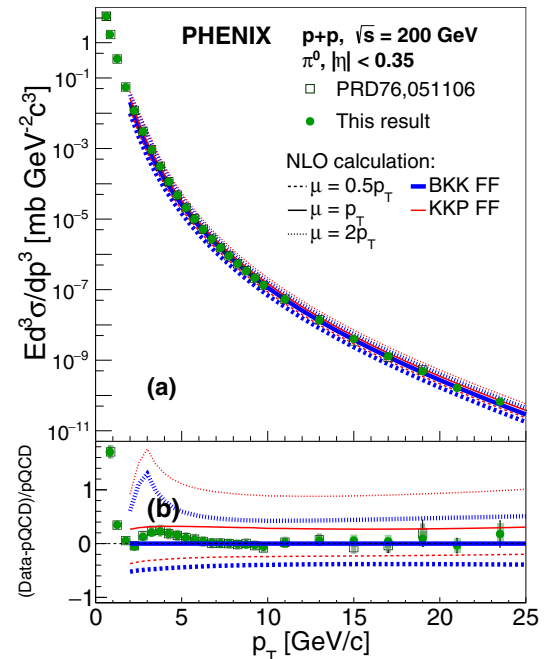 PHENIX
p+p, √s = 200 GeV
π⁰, |η| < 0.35
PRD76,051106
This result
NLO calculation:
μ = 0.5p_T
BKK FF
μ = p_T
KKP FF
μ = 2p_T
Ed³σ/dp³ [mb GeV⁻²c³]
10⁻¹
10⁻³
10⁻⁵
10⁻⁷
10⁻⁹
10⁻¹¹
(a)
(Data-pQCD)/pQCD
1
0
−1
(b)
0 5 10 15 20 25
p_T [GeV/c]